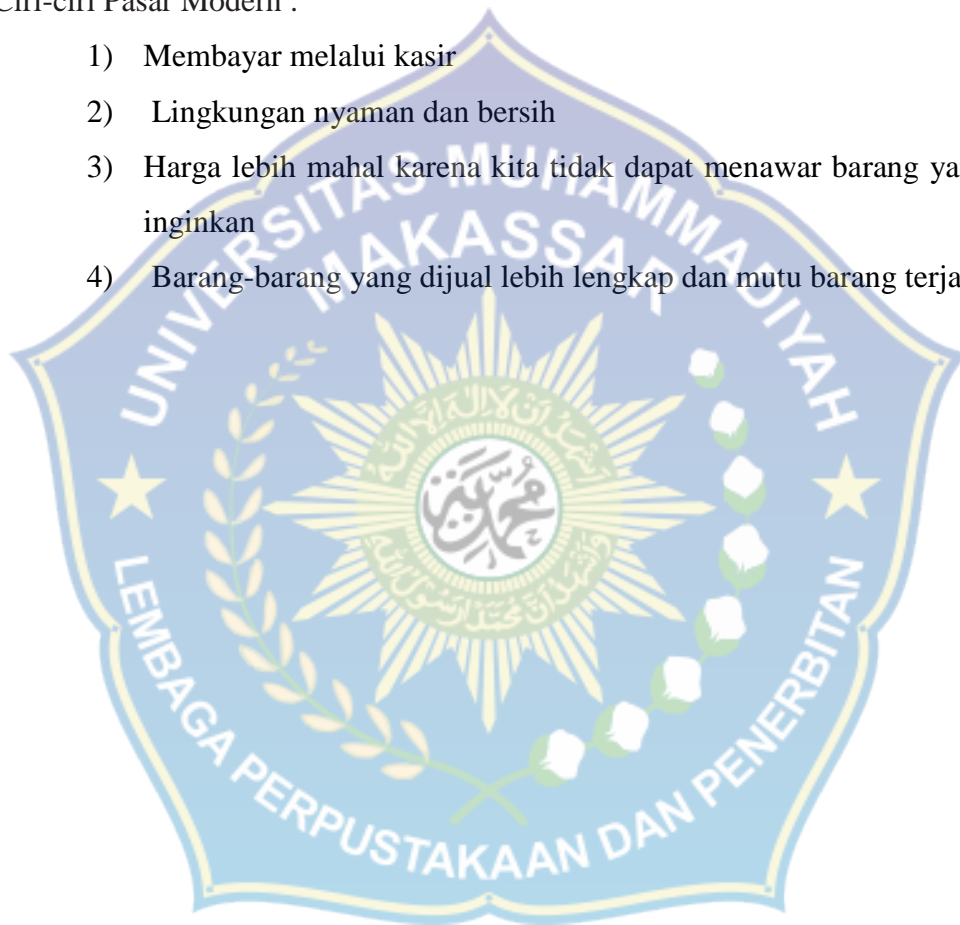 Ciri-ciri Pasar Modern :
1) Membayar melalui kasir
2) Lingkungan nyaman dan bersih
3) Harga lebih mahal karena kita tidak dapat menawar barang
inginkan
4) Barang-barang yang dijual lebih lengkap dan mutu barang
UNIVERSITAS MUHAMMADIYAH
MAKASSAR
محمد
LEMBAGA PERPUSTAKAAN DAN PENERBITAN